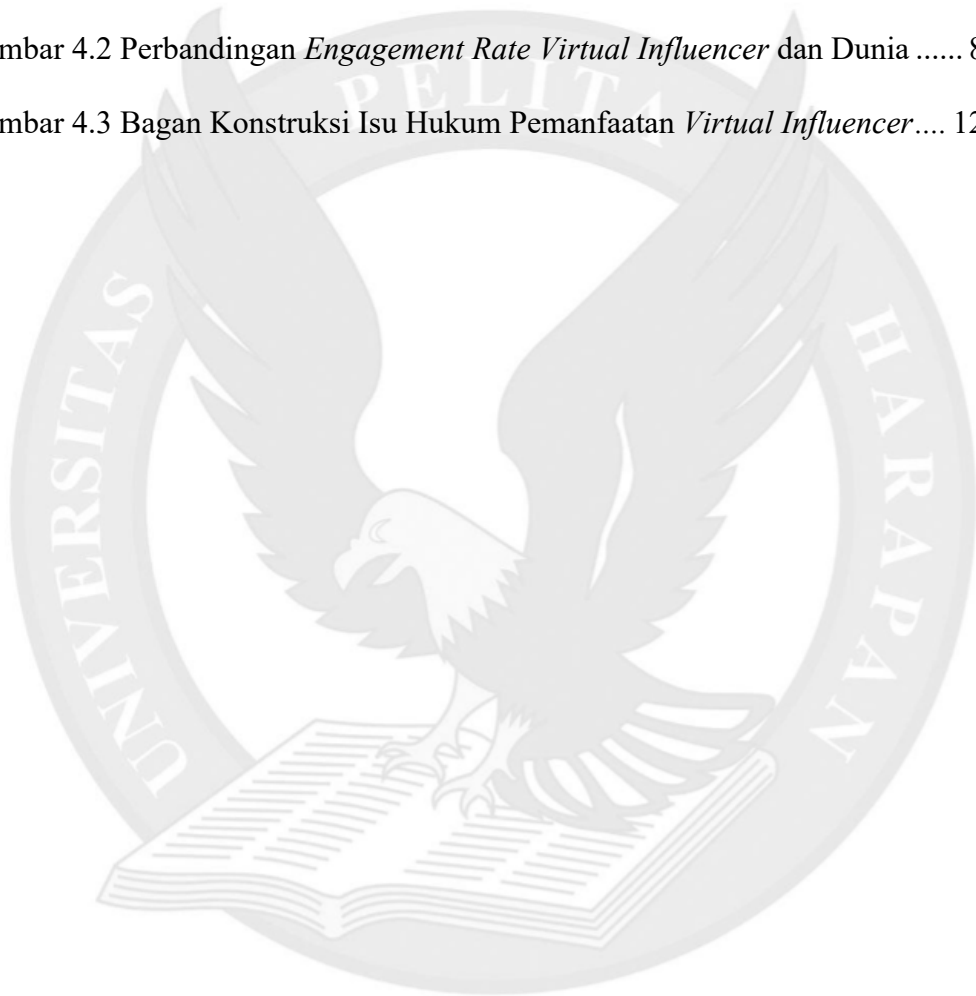 mbar 4.2 Perbandingan Engagement Rate Virtual Influencer dan Dunia ...... 8
mbar 4.3 Bagan Konstruksi Isu Hukum Pemanfaatan Virtual Influencer.... 12
PELITA
UNIVERSITAS
HARAPAN